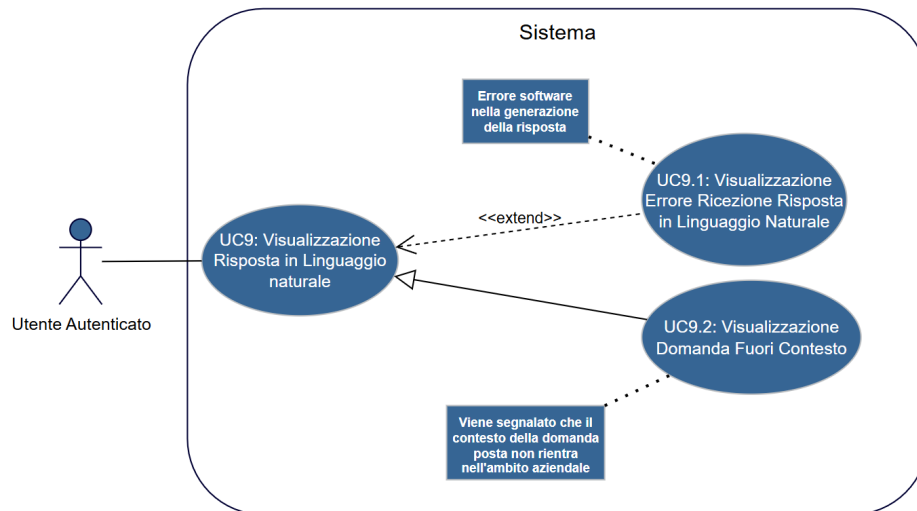 Sistema
Errore software
nella generazione
della risposta
UC9.1: Visualizzazione
Errore Ricezione Risposta
in Linguaggio Naturale
<<extend>>
UC9: Visualizzazione
Risposta in Linguaggio
naturale
Utente Autenticato
UC9.2: Visualizzazione
Domanda Fuori Contesto
Viene segnalato che il
contesto della domanda
posta non rientra
nell'ambito aziendale